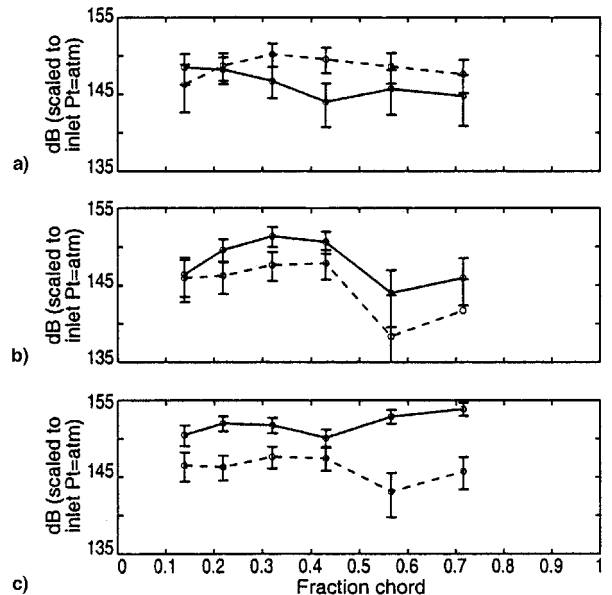 155
145
135
dB (scaled to
inlet Pt=atm)
a)
155
145
135
dB (scaled to
inlet Pt=atm)
b)
155
145
135
dB (scaled to
inlet Pt=atm)
c)
0 0.1 0.2 0.3 0.4 0.5 0.6 0.7 0.8 0.9 1
Fraction chord